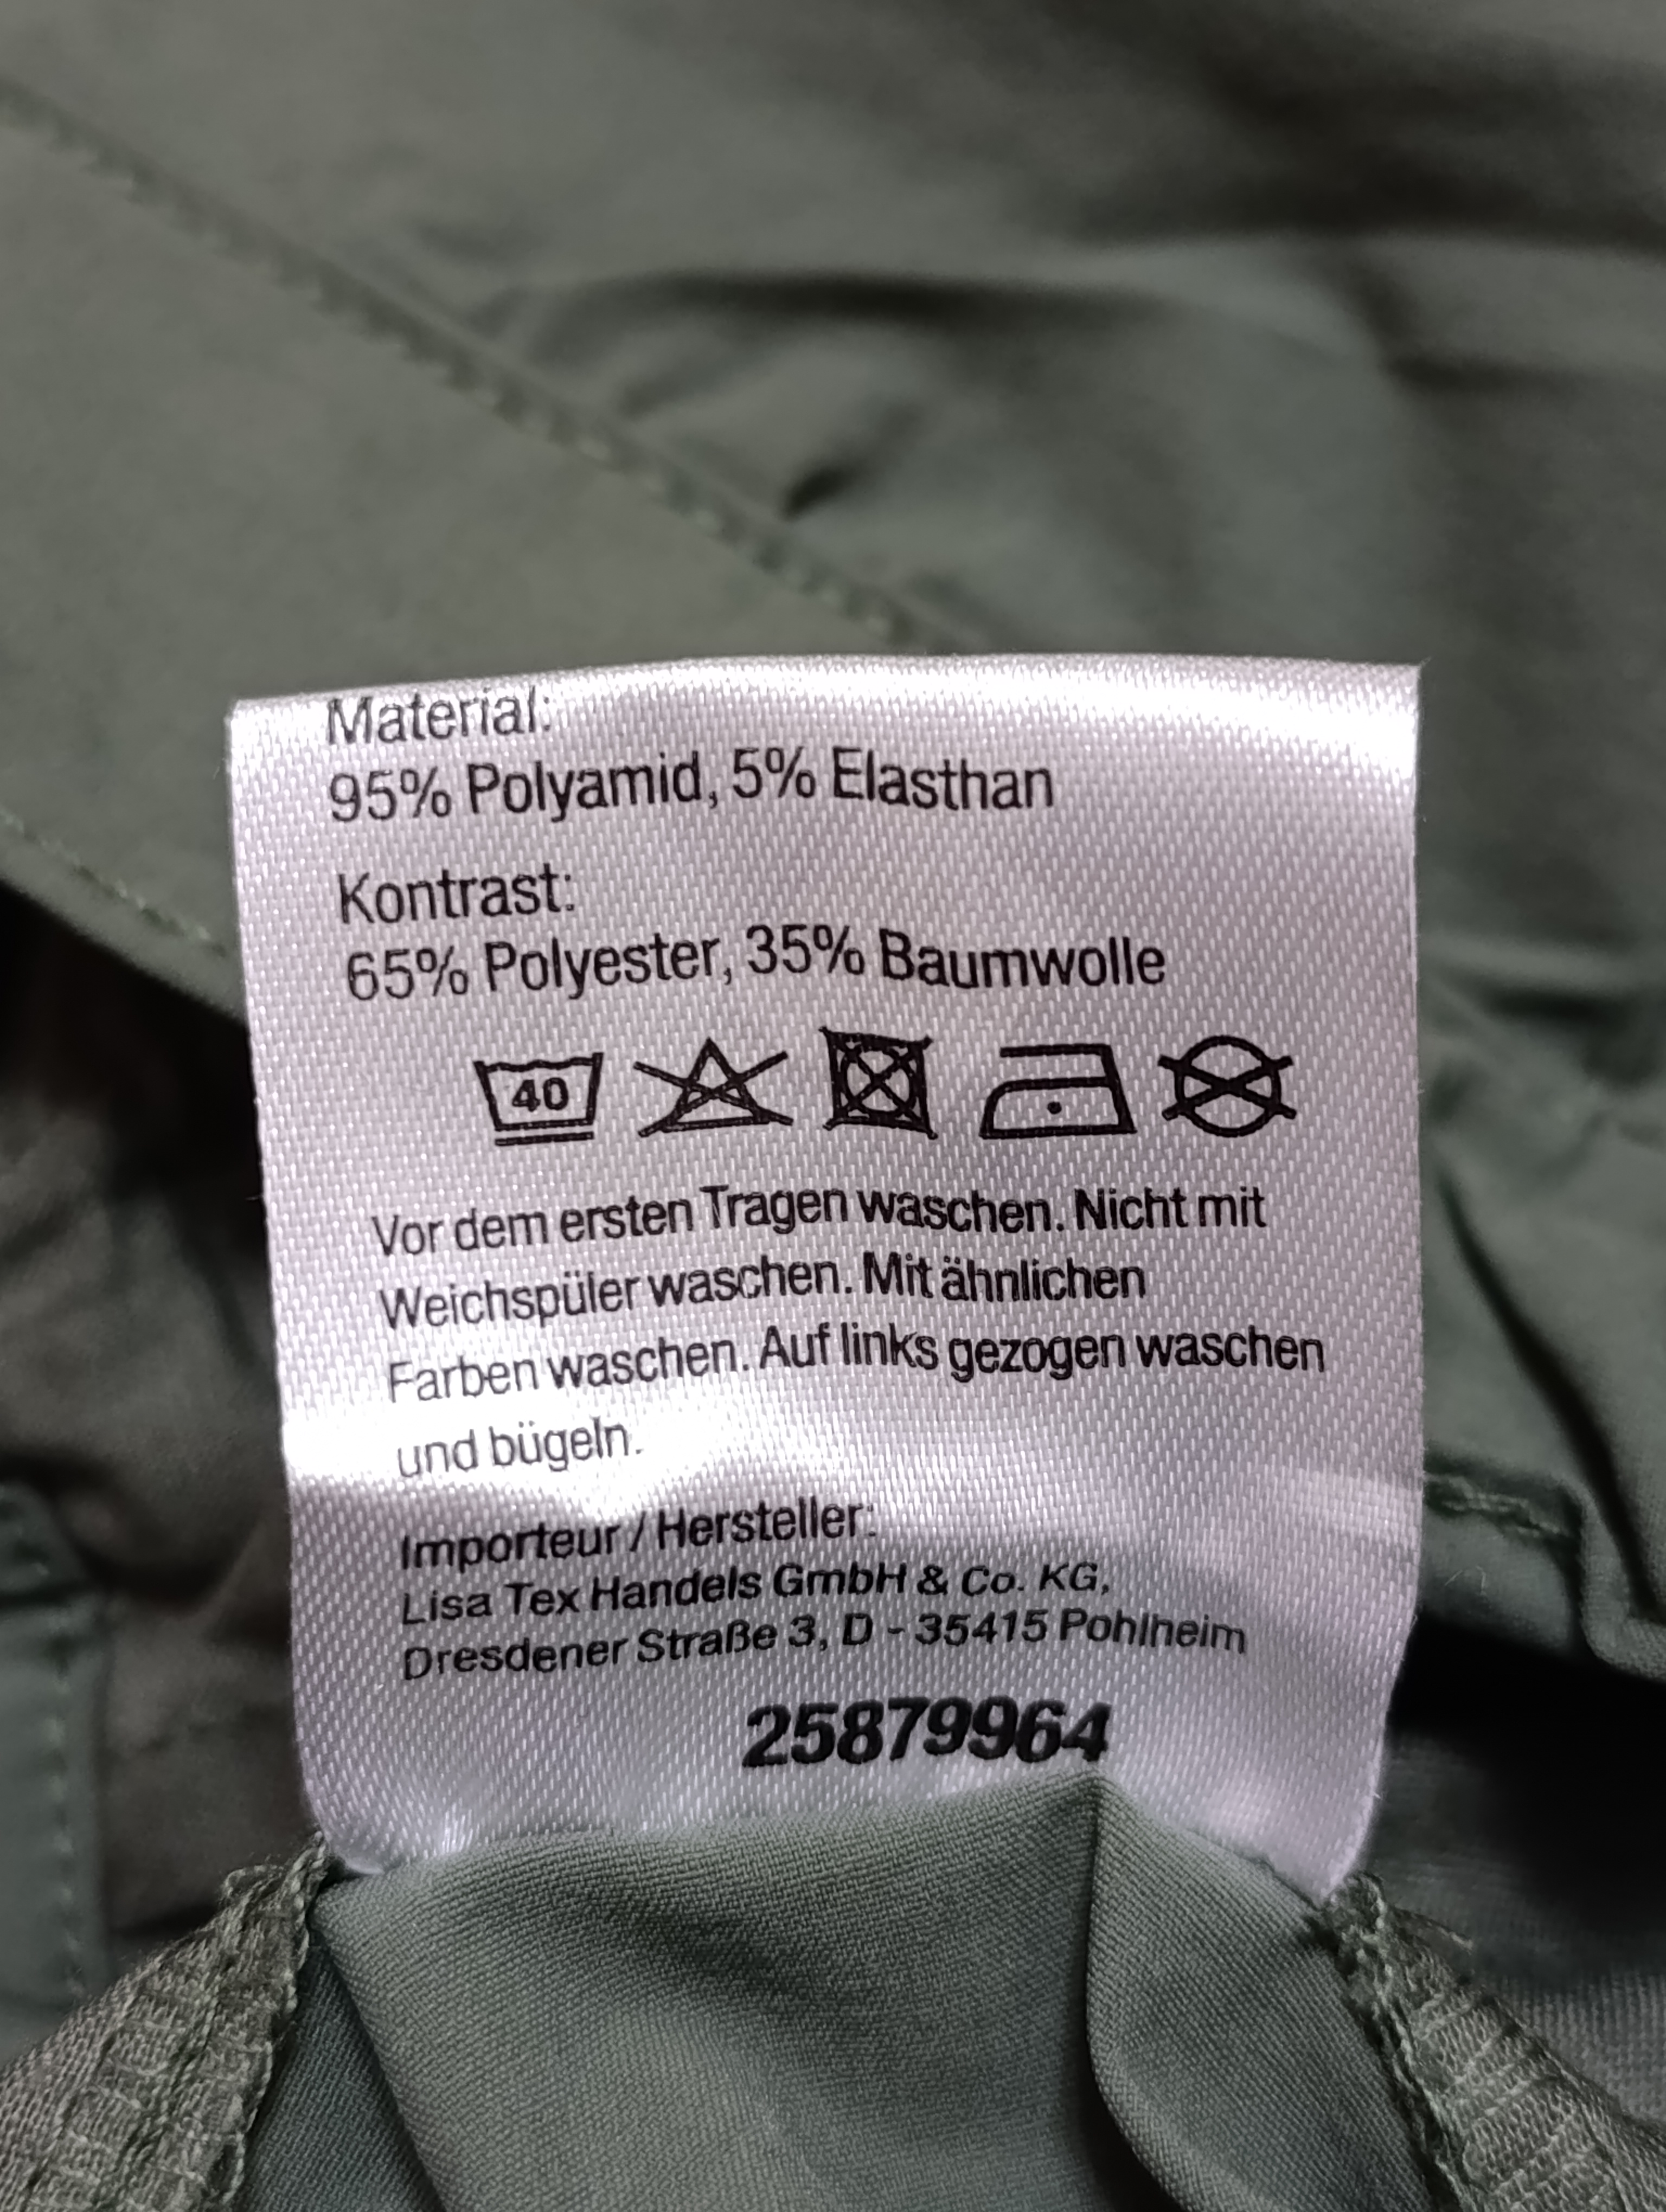 Material:
95% Polyamid, 5% Elasthan
Kontrast:
65% Polyester, 35% Baumwolle
40
Vor dem ersten Tragen waschen. Nicht mit
Weichspüler waschen. Mit ähnlichen
Farben waschen. Auf links gezogen waschen
und bügeln.
Importeur / Hersteller:
Lisa Tex Handels GmbH & Co. KG,
Dresdener Straße 3, D - 35415 Pohlheim
25879964